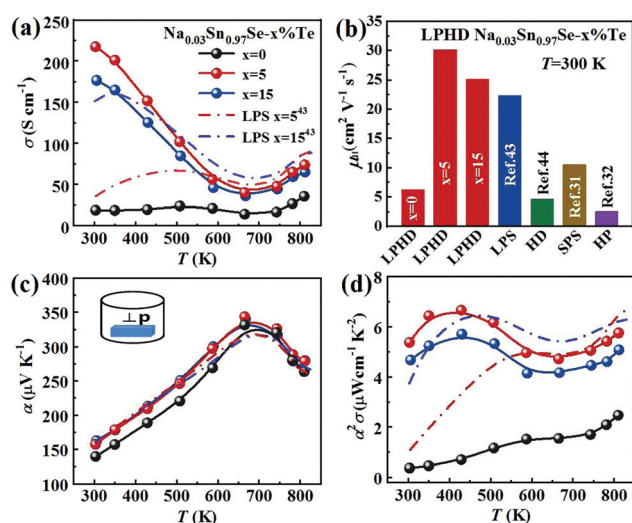 (a)
Na0.03Sn0.97Se-x%Te
x=0
x=5
x=15
LPS x=5^43
LPS x=15^43
σ (S cm^-1)
250
200
150
100
50
0
300 400 500 600 700 800
T (K)
(b)
LPHD Na0.03Sn0.97Se-x%Te
T=300 K
μH(cm² V^-1 s^-1)
35
30
25
20
15
10
5
0
x=0
x=5
x=15
Ref.43
Ref.44
Ref.31
Ref.32
LPHD
LPHD
LPHD
LPS
HD
SPS
HP
(c)
⊥p
α (μV K^-1)
400
350
300
250
200
150
100
300 400 500 600 700 800
T (K)
(d)
α²σ (μWcm^-1 K^-2)
8
6
4
2
0
300 400 500 600 700 800
T (K)